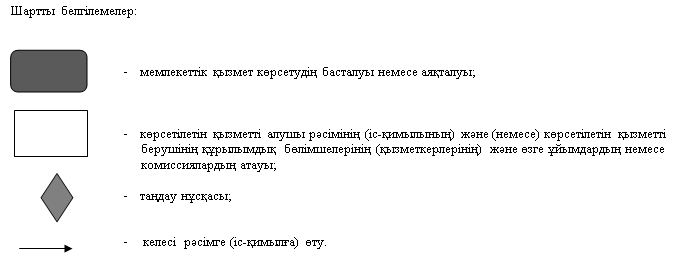 Шартты белгілемелер:
- мемлекеттік қызмет көрсетудің басталуы немесе аяқталуы;
- көрсетілетін қызметті алушы рәсімінің (іс-қимылының) және (немесе) көрсетілетін қызметті
берушінің құрылымдық бөлімшелерінің (қызметкерлерінің) және өзге ұйымдардың немесе
комиссиялардың атауы;
- таңдау нұсқасы;
- келесі рәсімге (іс-қимылға) өту.